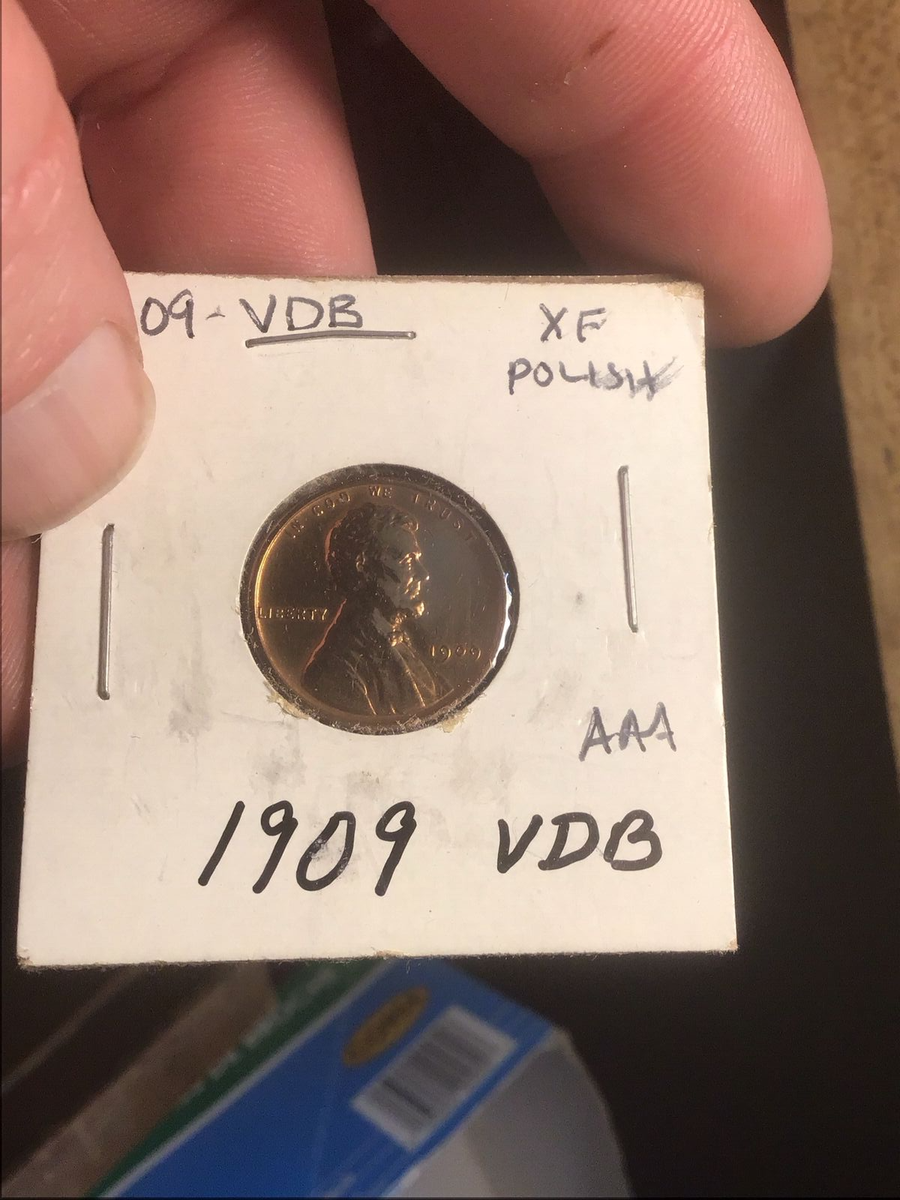 09-VDB
XF
POLISH
IN GOD WE TRUST
LIBERTY
1909
AAA
1909 VDB